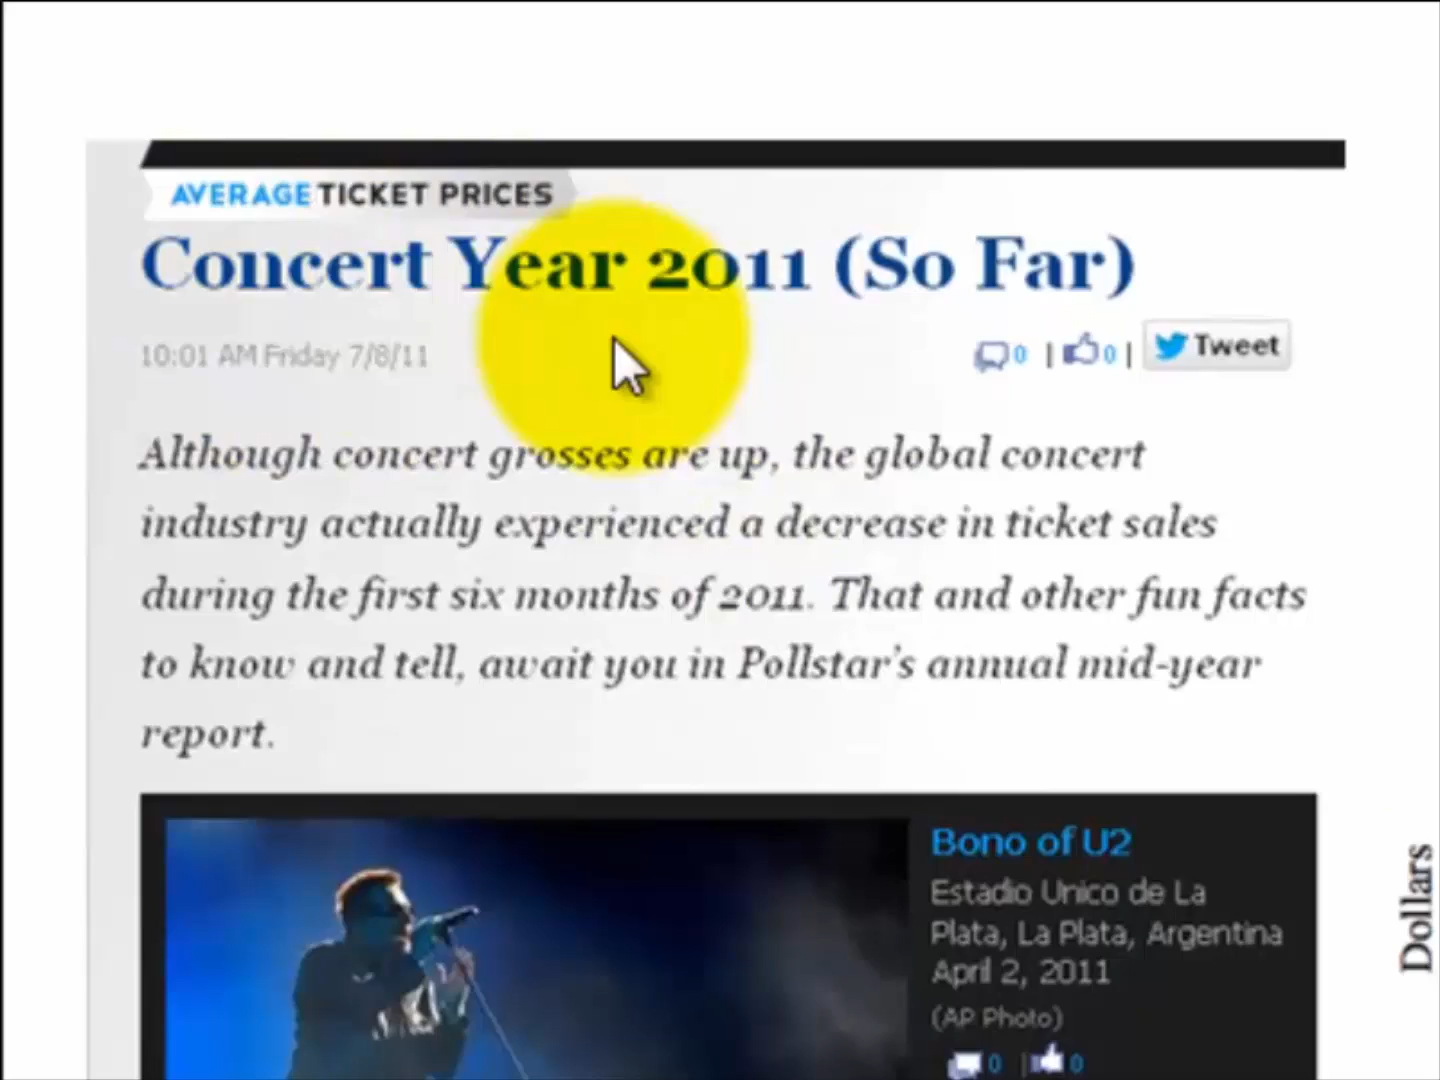 AVERAGE TICKET PRICES
Concert Year 2011 (So Far)
10:01 AM Friday 7/8/11
0 | 0 | Tweet
Although concert grosses are up, the global concert
industry actually experienced a decrease in ticket sales
during the first six months of 2011. That and other fun facts
to know and tell, await you in Pollstar's annual mid-year
report.
Bono of U2
Estadio Unico de La
Plata, La Plata, Argentina
April 2, 2011
(AP Photo)
0 | 0
Dollars